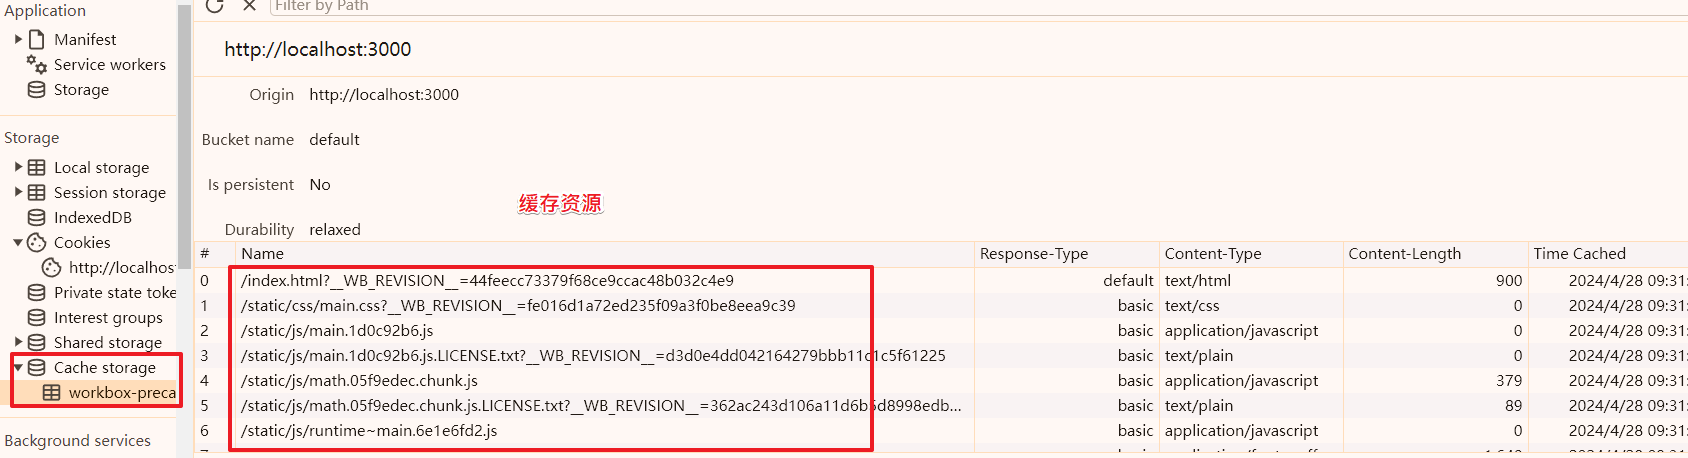 Application
Manifest
Service workers
Storage
Storage
Local storage
Session storage
IndexedDB
Cookies
http://localhos
Private state toke
Interest groups
Shared storage
Cache storage
workbox-preca
Background services
Filter by Path
http://localhost:3000
Origin http://localhost:3000
Bucket name default
Is persistent No
缓存资源
Durability relaxed
# Name Response-Type Content-Type Content-Length Time Cached
0 /index.html?__WB_REVISION__=44feecc73379f68ce9ccac48b032c4e9 default text/html 900 2024/4/28 09:31:
1 /static/css/main.css?__WB_REVISION__=fe016d1a72ed235f09a3f0be8eea9c39 basic text/css 0 2024/4/28 09:31:
2 /static/js/main.1d0c92b6.js basic application/javascript 0 2024/4/28 09:31:
3 /static/js/main.1d0c92b6.js.LICENSE.txt?__WB_REVISION__=d3d0e4dd042164279bbb11c1c5f61225 basic text/plain 0 2024/4/28 09:31:
4 /static/js/math.05f9edec.chunk.js basic application/javascript 379 2024/4/28 09:31:
5 /static/js/math.05f9edec.chunk.js.LICENSE.txt?__WB_REVISION__=362ac243d106a11d6b5d8998edb... basic text/plain 89 2024/4/28 09:31:
6 /static/js/runtime~main.6e1e6fd2.js basic application/javascript 0 2024/4/28 09:31: